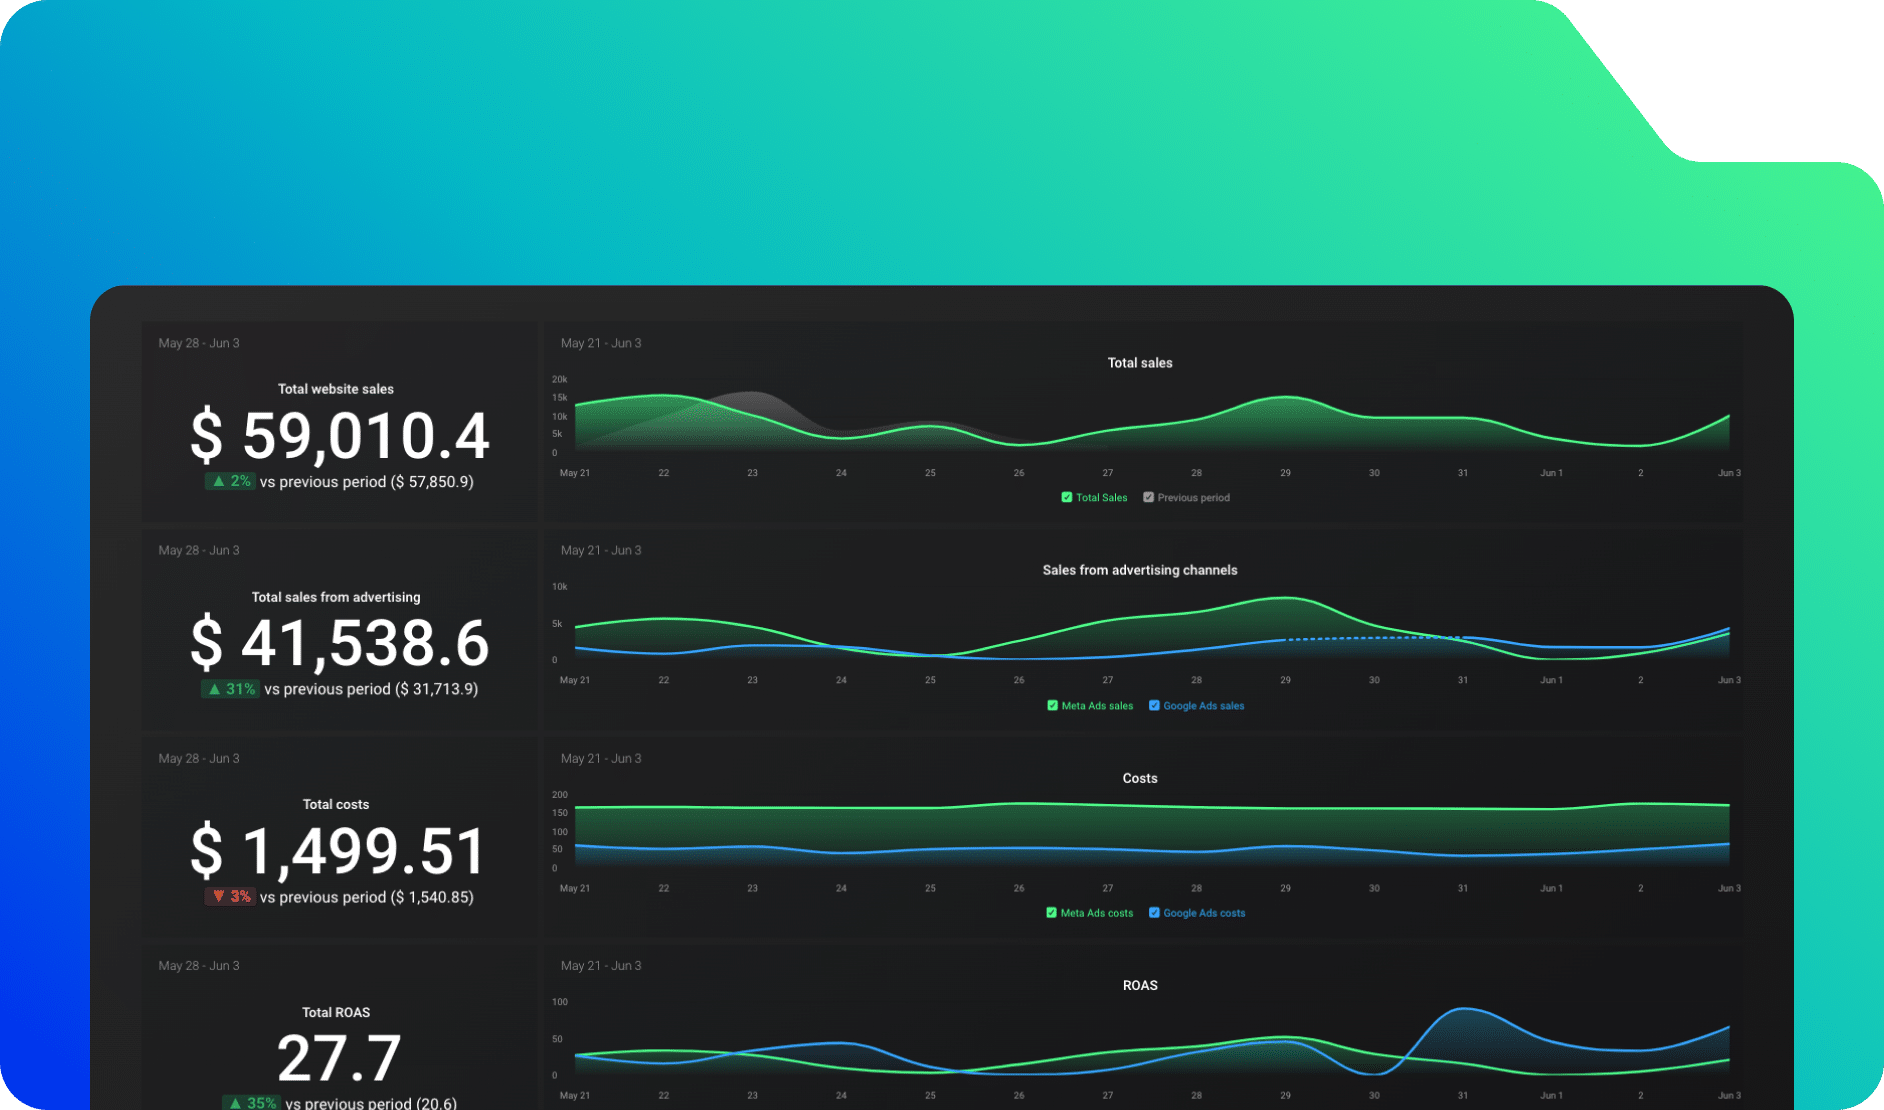 May 28 - Jun 3
Total website sales
$ 59,010.4
▲ 2% vs previous period ($ 57,850.9)
May 21 - Jun 3
Total sales
20k
15k
10k
5k
0
May 21 22 23 24 25 26 27 28 29 30 31 Jun 1 2 Jun 3
Total Sales Previous period
May 28 - Jun 3
Total sales from advertising
$ 41,538.6
▲ 31% vs previous period ($ 31,713.9)
May 21 - Jun 3
Sales from advertising channels
10k
5k
0
May 21 22 23 24 25 26 27 28 29 30 31 Jun 1 2 Jun 3
Meta Ads sales Google Ads sales
May 28 - Jun 3
Total costs
$ 1,499.51
▼ 3% vs previous period ($ 1,540.85)
May 21 - Jun 3
Costs
200
150
100
50
0
May 21 22 23 24 25 26 27 28 29 30 31 Jun 1 2 Jun 3
Meta Ads costs Google Ads costs
May 28 - Jun 3
Total ROAS
27.7
▲ 35% vs previous period (20.6)
May 21 - Jun 3
ROAS
100
50
0
May 21 22 23 24 25 26 27 28 29 30 31 Jun 1 2 Jun 3